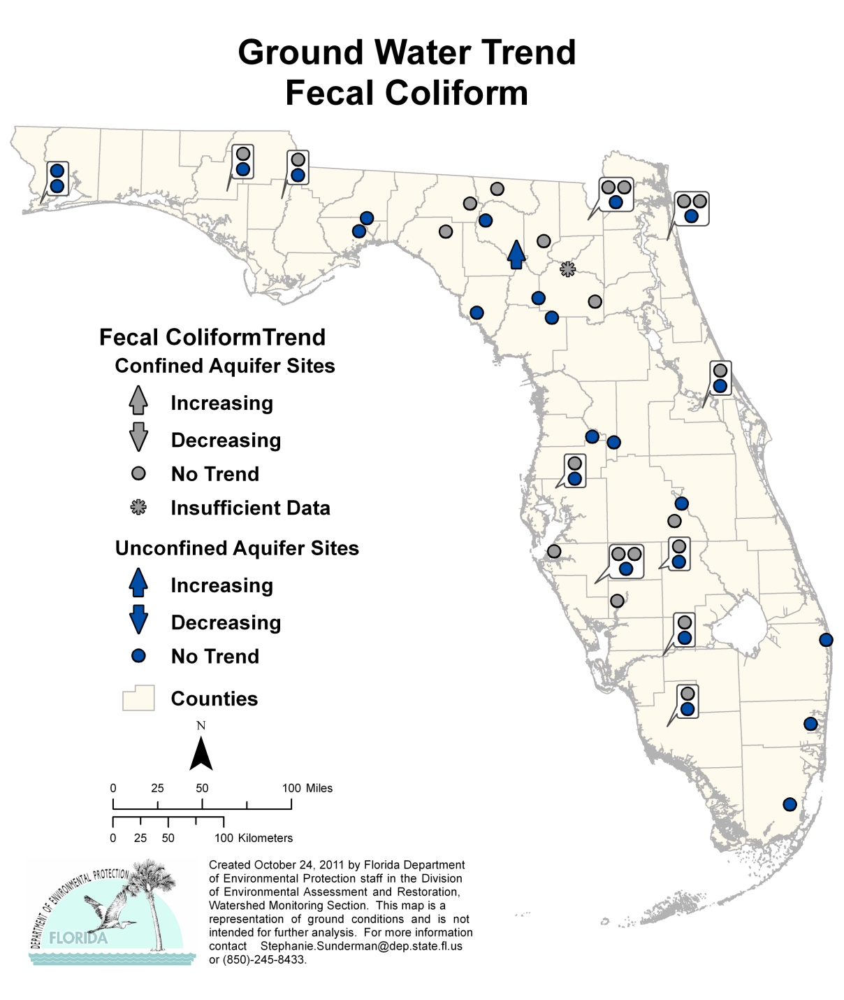 Ground Water Trend
Fecal Coliform
Fecal ColiformTrend
Confined Aquifer Sites
Increasing
Decreasing
No Trend
Insufficient Data
Unconfined Aquifer Sites
Increasing
Decreasing
No Trend
Counties
N
0 25 50 100 Miles
0 25 50 100 Kilometers
DEPARTMENT OF ENVIRONMENTAL PROTECTION
FLORIDA
Created October 24, 2011 by Florida Department
of Environmental Protection staff in the Division
of Environmental Assessment and Restoration,
Watershed Monitoring Section. This map is a
representation of ground conditions and is not
intended for further analysis. For more information
contact Stephanie.Sunderman@dep.state.fl.us
or (850)-245-8433.